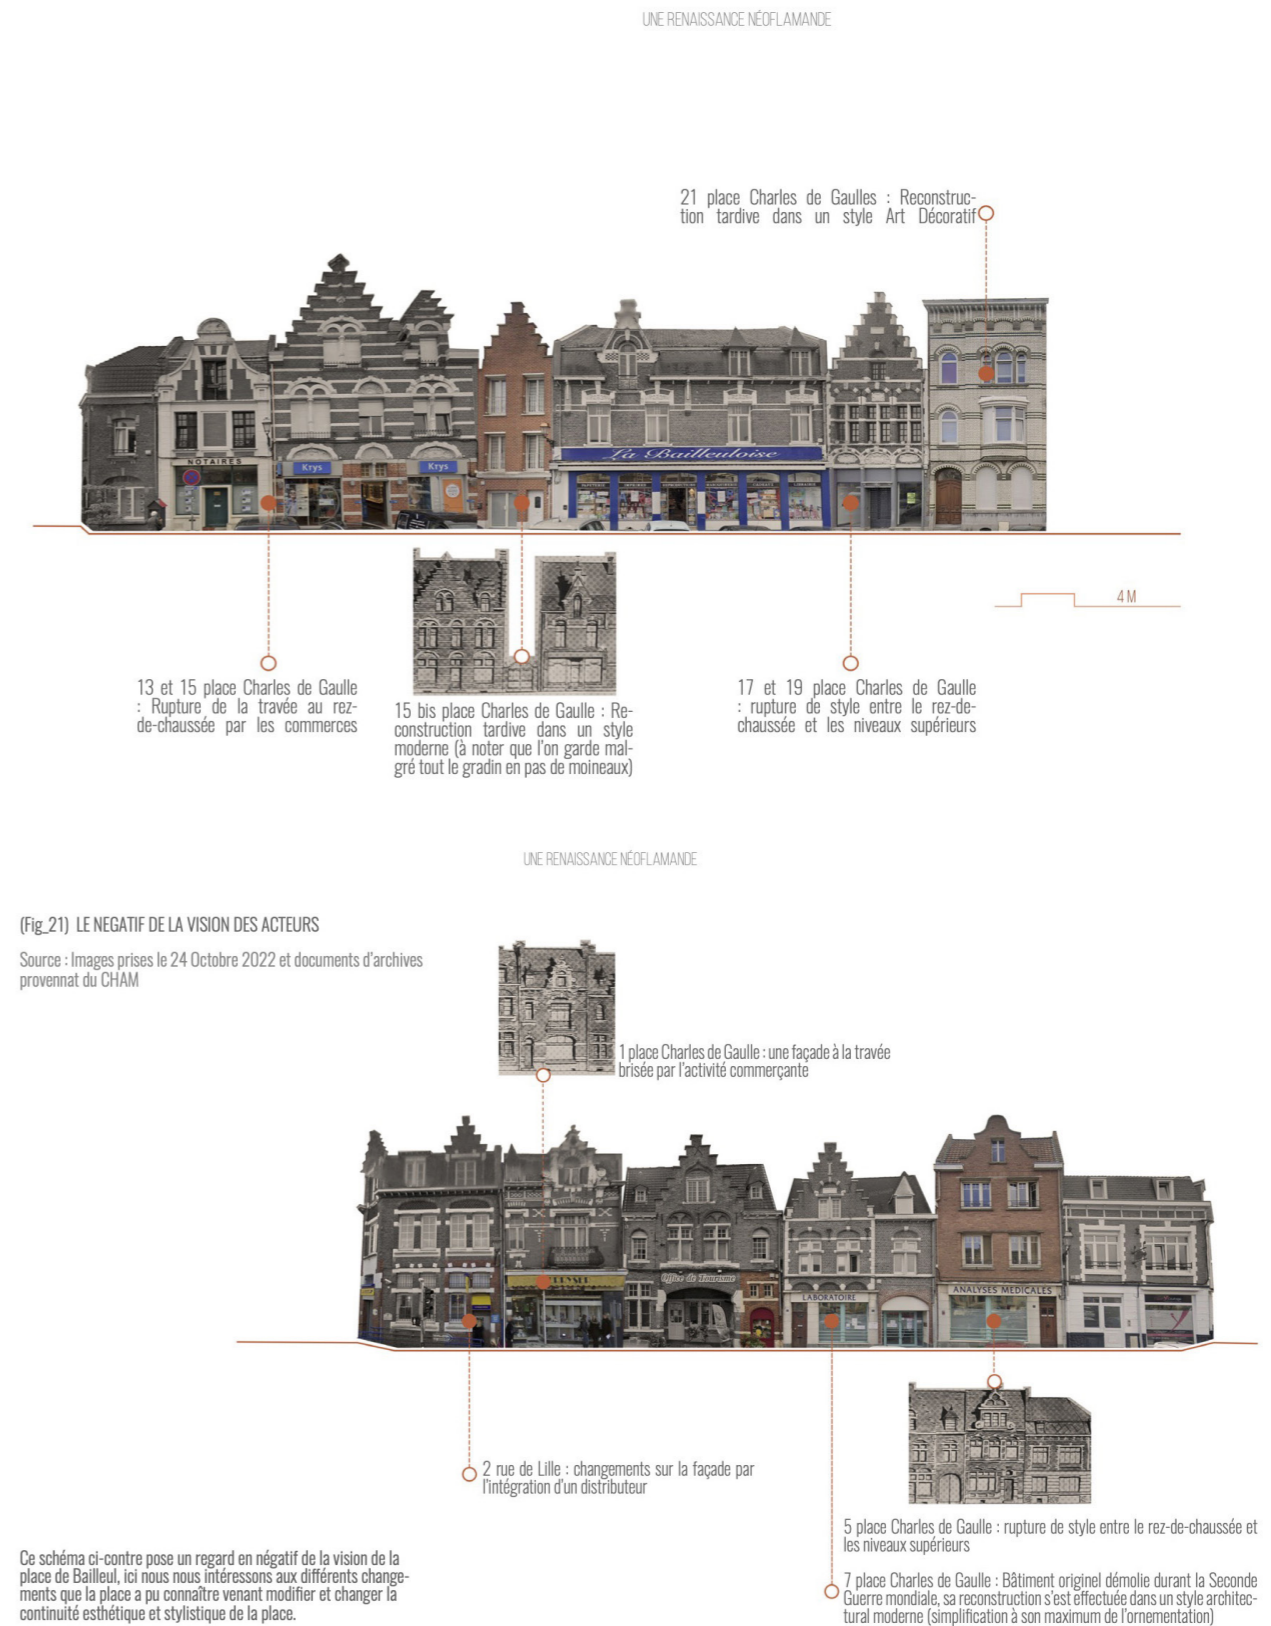 UNE RENAISSANCE NÉOFLAMANDE
21 place Charles de Gaulles : Reconstruc-
tion tardive dans un style Art Décoratif
NOTAIRES
Krys
Krys
La Bailleuloise
4 M
13 et 15 place Charles de Gaulle
: Rupture de la travée au rez-
de-chaussée par les commerces
15 bis place Charles de Gaulle : Re-
construction tardive dans un style
moderne (à noter que l'on garde mal-
gré tout le gradin en pas de moineaux)
17 et 19 place Charles de Gaulle
: rupture de style entre le rez-de-
chaussée et les niveaux supérieurs
UNE RENAISSANCE NÉOFLAMANDE
(Fig_21) LE NEGATIF DE LA VISION DES ACTEURS
Source : Images prises le 24 Octobre 2022 et documents d'archives
provennat du CHAM
1 place Charles de Gaulle : une façade à la travée
brisée par l'activité commerçante
Office de Tourisme
LABORATOIRE
ANALYSES MEDICALES
2 rue de Lille : changements sur la façade par
l'intégration d'un distributeur
5 place Charles de Gaulle : rupture de style entre le rez-de-chaussée et
les niveaux supérieurs
7 place Charles de Gaulle : Bâtiment originel démolie durant la Seconde
Guerre mondiale, sa reconstruction s'est effectuée dans un style architec-
tural moderne (simplification à son maximum de l'ornementation)
Ce schéma ci-contre pose un regard en négatif de la vision de la
place de Bailleul, ici nous nous intéressons aux différents change-
ments que la place a pu connaître venant modifier et changer la
continuité esthétique et stylistique de la place.